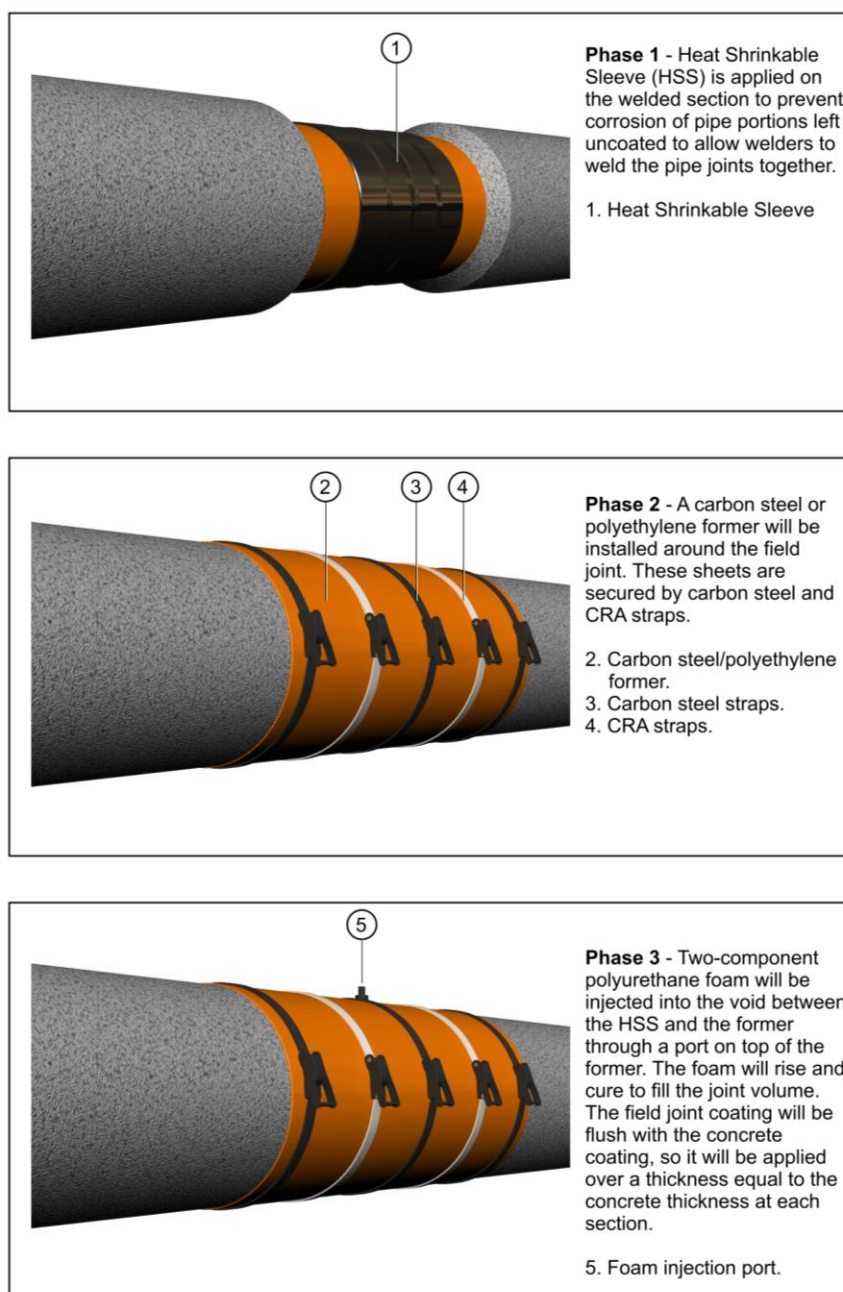 1
Phase 1 - Heat Shrinkable
Sleeve (HSS) is applied on
the welded section to prevent
corrosion of pipe portions left
uncoated to allow welders to
weld the pipe joints together.
1. Heat Shrinkable Sleeve
2 3 4
Phase 2 - A carbon steel or
polyethylene former will be
installed around the field
joint. These sheets are
secured by carbon steel and
CRA straps.
2. Carbon steel/polyethylene
former.
3. Carbon steel straps.
4. CRA straps.
5
Phase 3 - Two-component
polyurethane foam will be
injected into the void between
the HSS and the former
through a port on top of the
former. The foam will rise and
cure to fill the joint volume.
The field joint coating will be
flush with the concrete
coating, so it will be applied
over a thickness equal to the
concrete thickness at each
section.
5. Foam injection port.